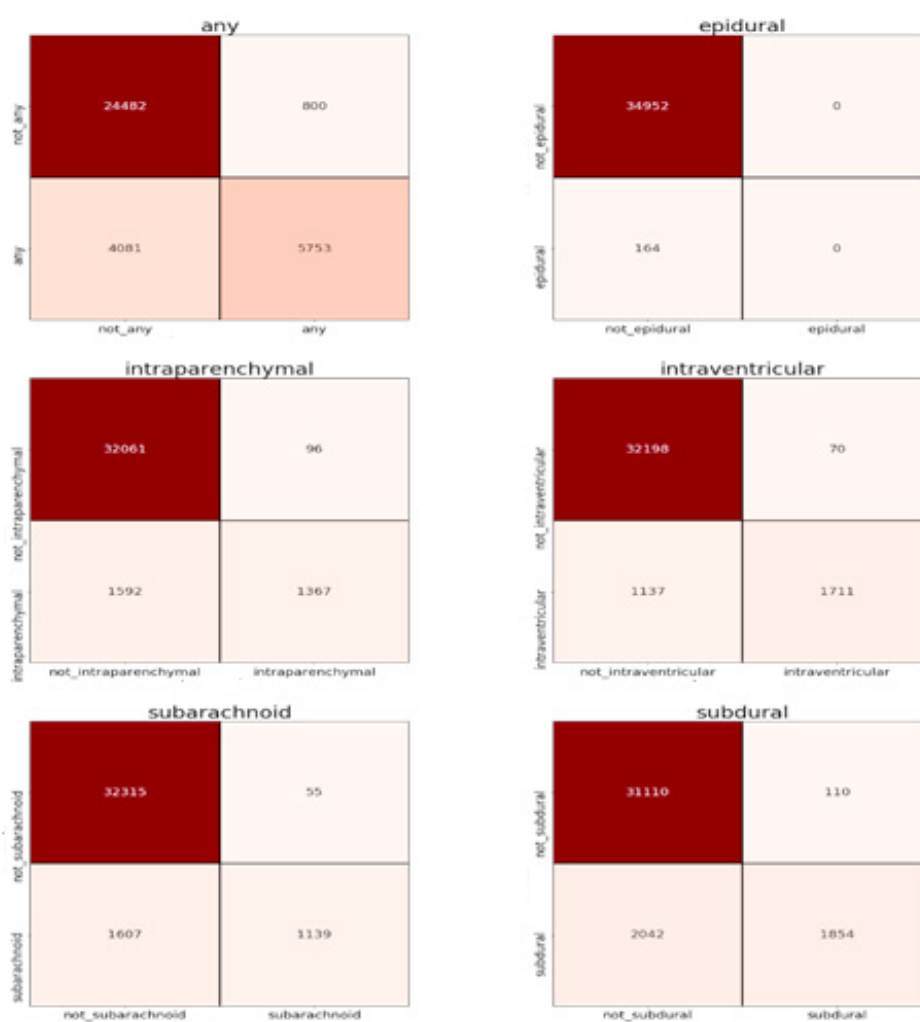 any
not_any
24482 800
any
4081 5753
not_any any
epidural
not_epidural
34952 0
epidural
164 0
not_epidural epidural
intraparenchymal
not_intraparenchymal
32061 96
intraparenchymal
1592 1367
not_intraparenchymal intraparenchymal
intraventricular
not_intraventricular
32198 70
intraventricular
1137 1711
not_intraventricular intraventricular
subarachnoid
not_subarachnoid
32315 55
subarachnoid
1607 1139
not_subarachnoid subarachnoid
subdural
not_subdural
31110 110
subdural
2042 1854
not_subdural subdural